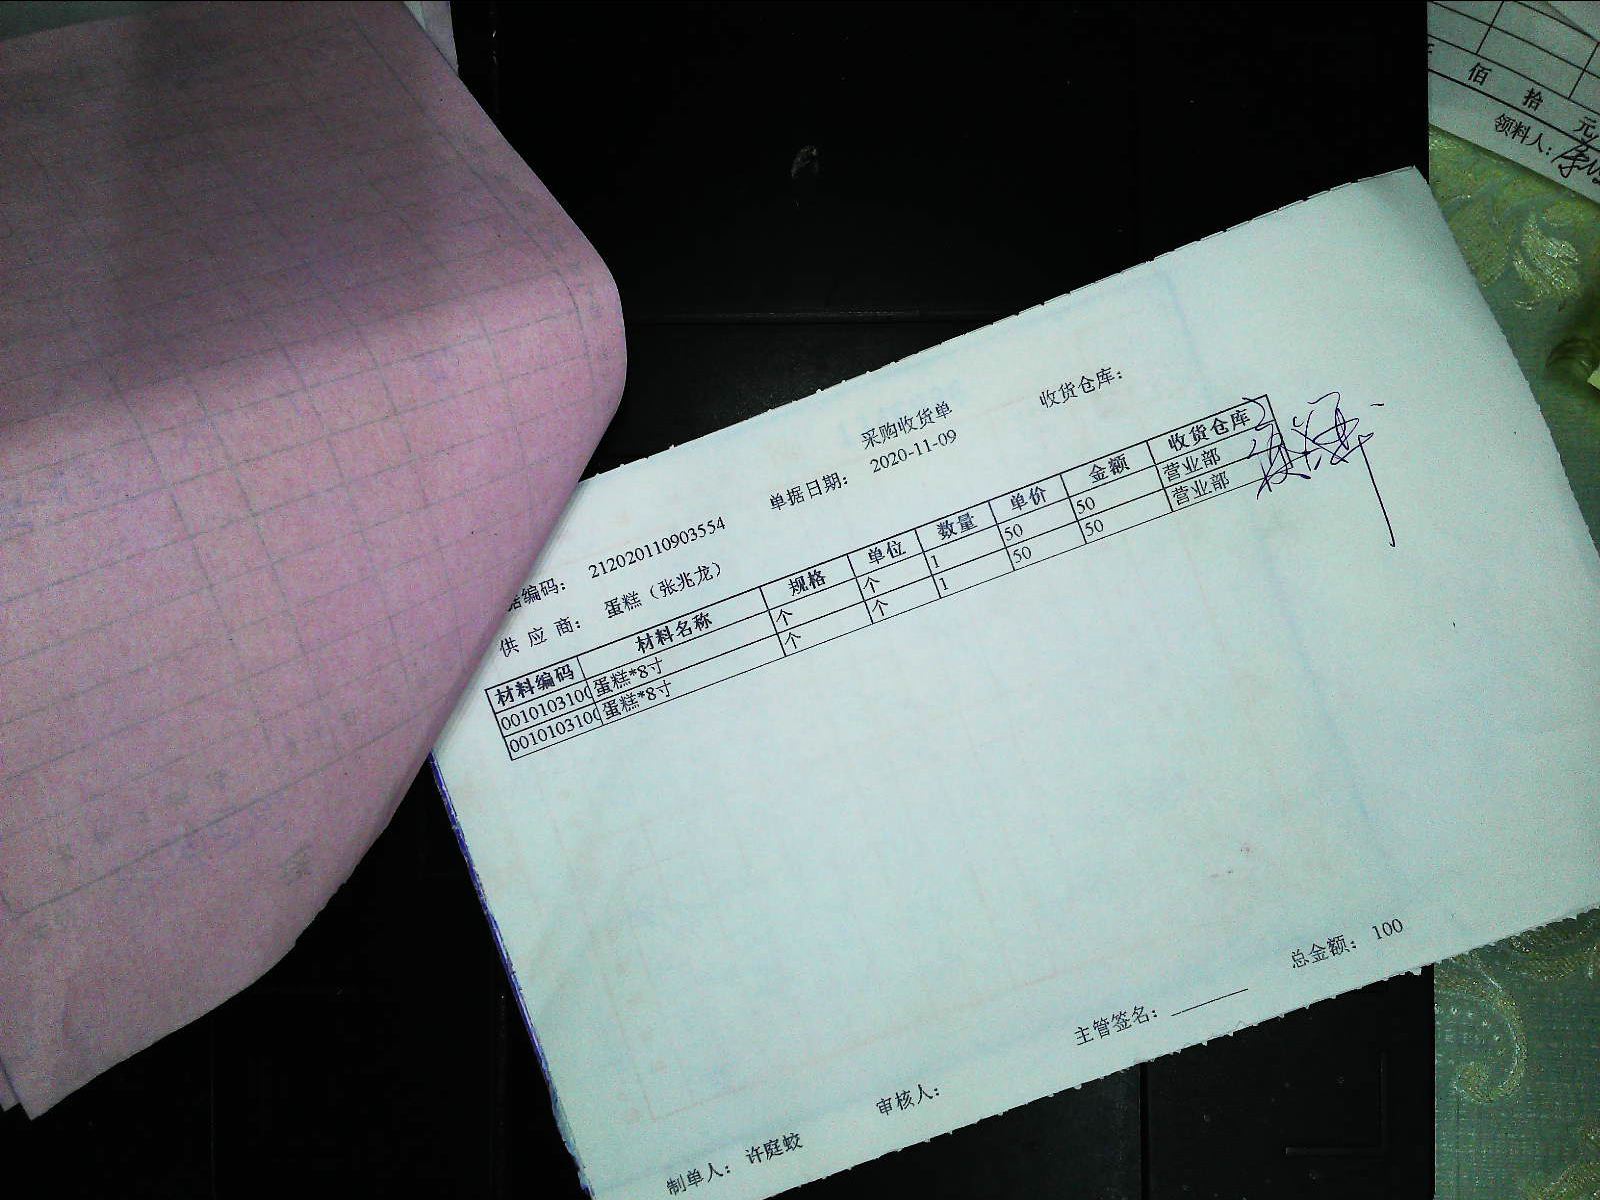 佰 拾 元
领料人:
采购收货单
收货仓库:
据编码: 212020110903554 单据日期: 2020-11-09
供 应 商: 蛋糕（张兆龙）
材料编码 材料名称 规格 单位 数量 单价 金额 收货仓库
0010103100 蛋糕*8寸 个 个 1 50 50 营业部
0010103100 蛋糕*8寸 个 个 1 50 50 营业部
总金额: 100
主管签名:
审核人:
制单人: 许庭蛟